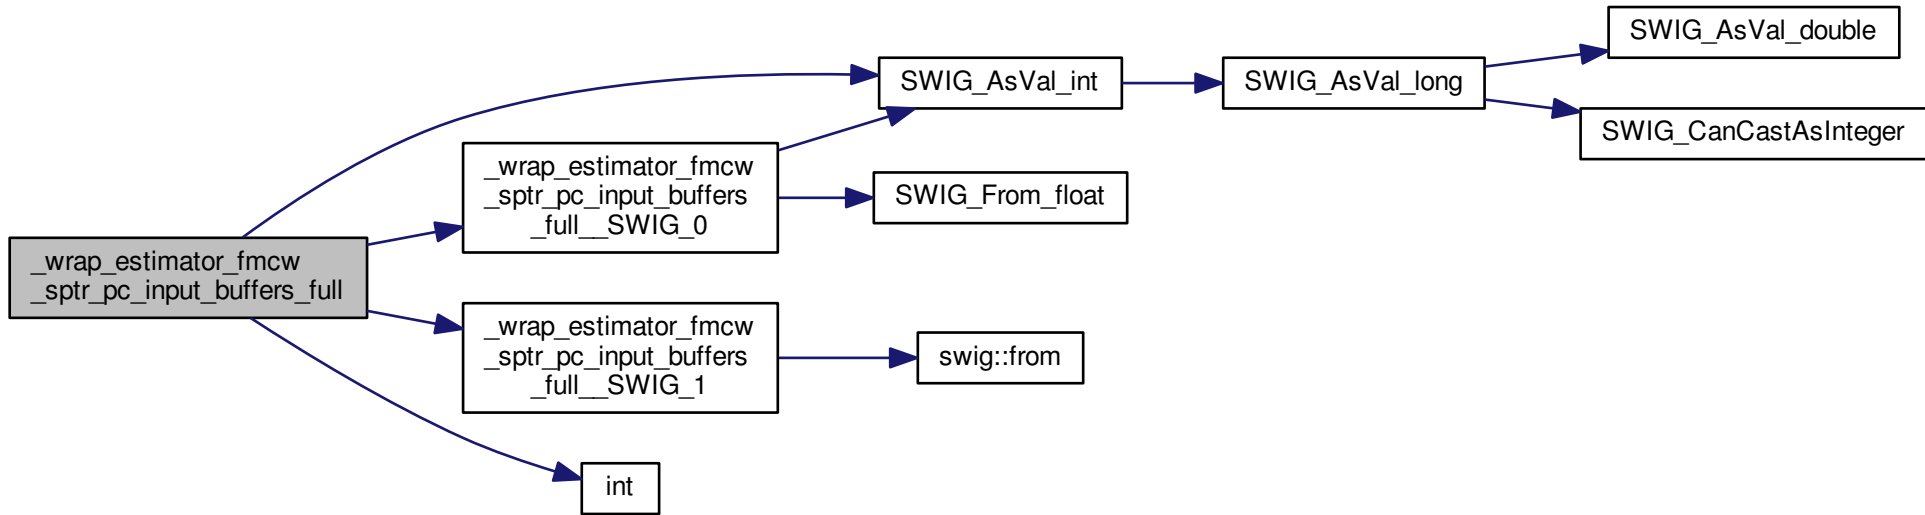 _wrap_estimator_fmcw
_sptr_pc_input_buffers_full
_wrap_estimator_fmcw
_sptr_pc_input_buffers
_full__SWIG_0
_wrap_estimator_fmcw
_sptr_pc_input_buffers
_full__SWIG_1
int
SWIG_AsVal_int
SWIG_From_float
swig::from
SWIG_AsVal_long
SWIG_AsVal_double
SWIG_CanCastAsInteger